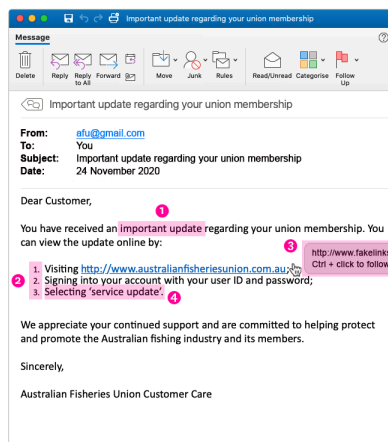 Important update regarding your union membership
Message
Delete Reply Reply to All Forward Move Junk Rules Read/Unread Categorise Follow Up
Important update regarding your union membership
From: afu@gmail.com
To: You
Subject: Important update regarding your union membership
Date: 24 November 2020
Dear Customer,
1
You have received an important update regarding your union membership. You
can view the update online by:
3
http://www.fakelinks
Ctrl + click to follow
1. Visiting http://www.australianfisheriesunion.com.au;
2
2. Signing into your account with your user ID and password;
3. Selecting ‘service update’.
4
We appreciate your continued support and are committed to helping protect
and promote the Australian fishing industry and its members.
Sincerely,
Australian Fisheries Union Customer Care